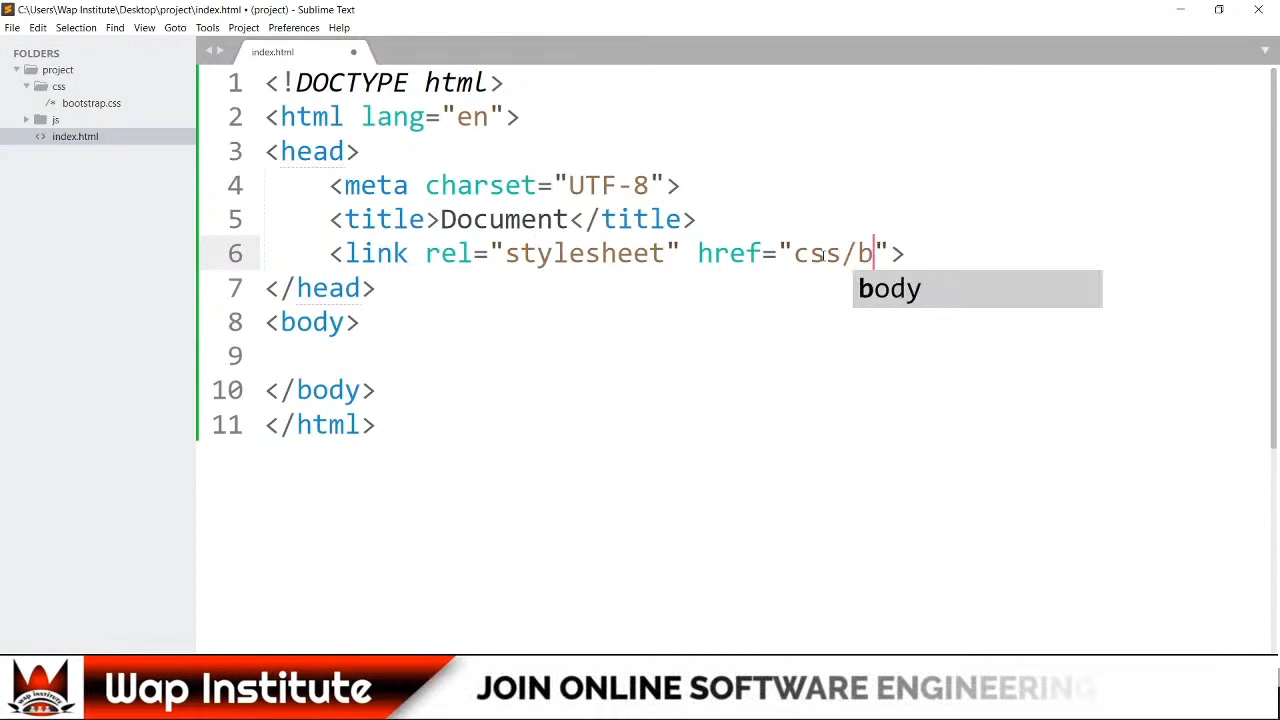 C:\Users\Wap Institute\Desktop\project\index.html • (project) - Sublime Text
File Edit Selection Find View Goto Tools Project Preferences Help
FOLDERS
project
css
/* bootstrap.css
js
<> index.html
index.html
1 <!DOCTYPE html>
2 <html lang="en">
3 <head>
4 <meta charset="UTF-8">
5 <title>Document</title>
6 <link rel="stylesheet" href="css/b">
body
7 </head>
8 <body>
9
10 </body>
11 </html>
Wap Institute
JOIN ONLINE SOFTWARE ENGINEERING